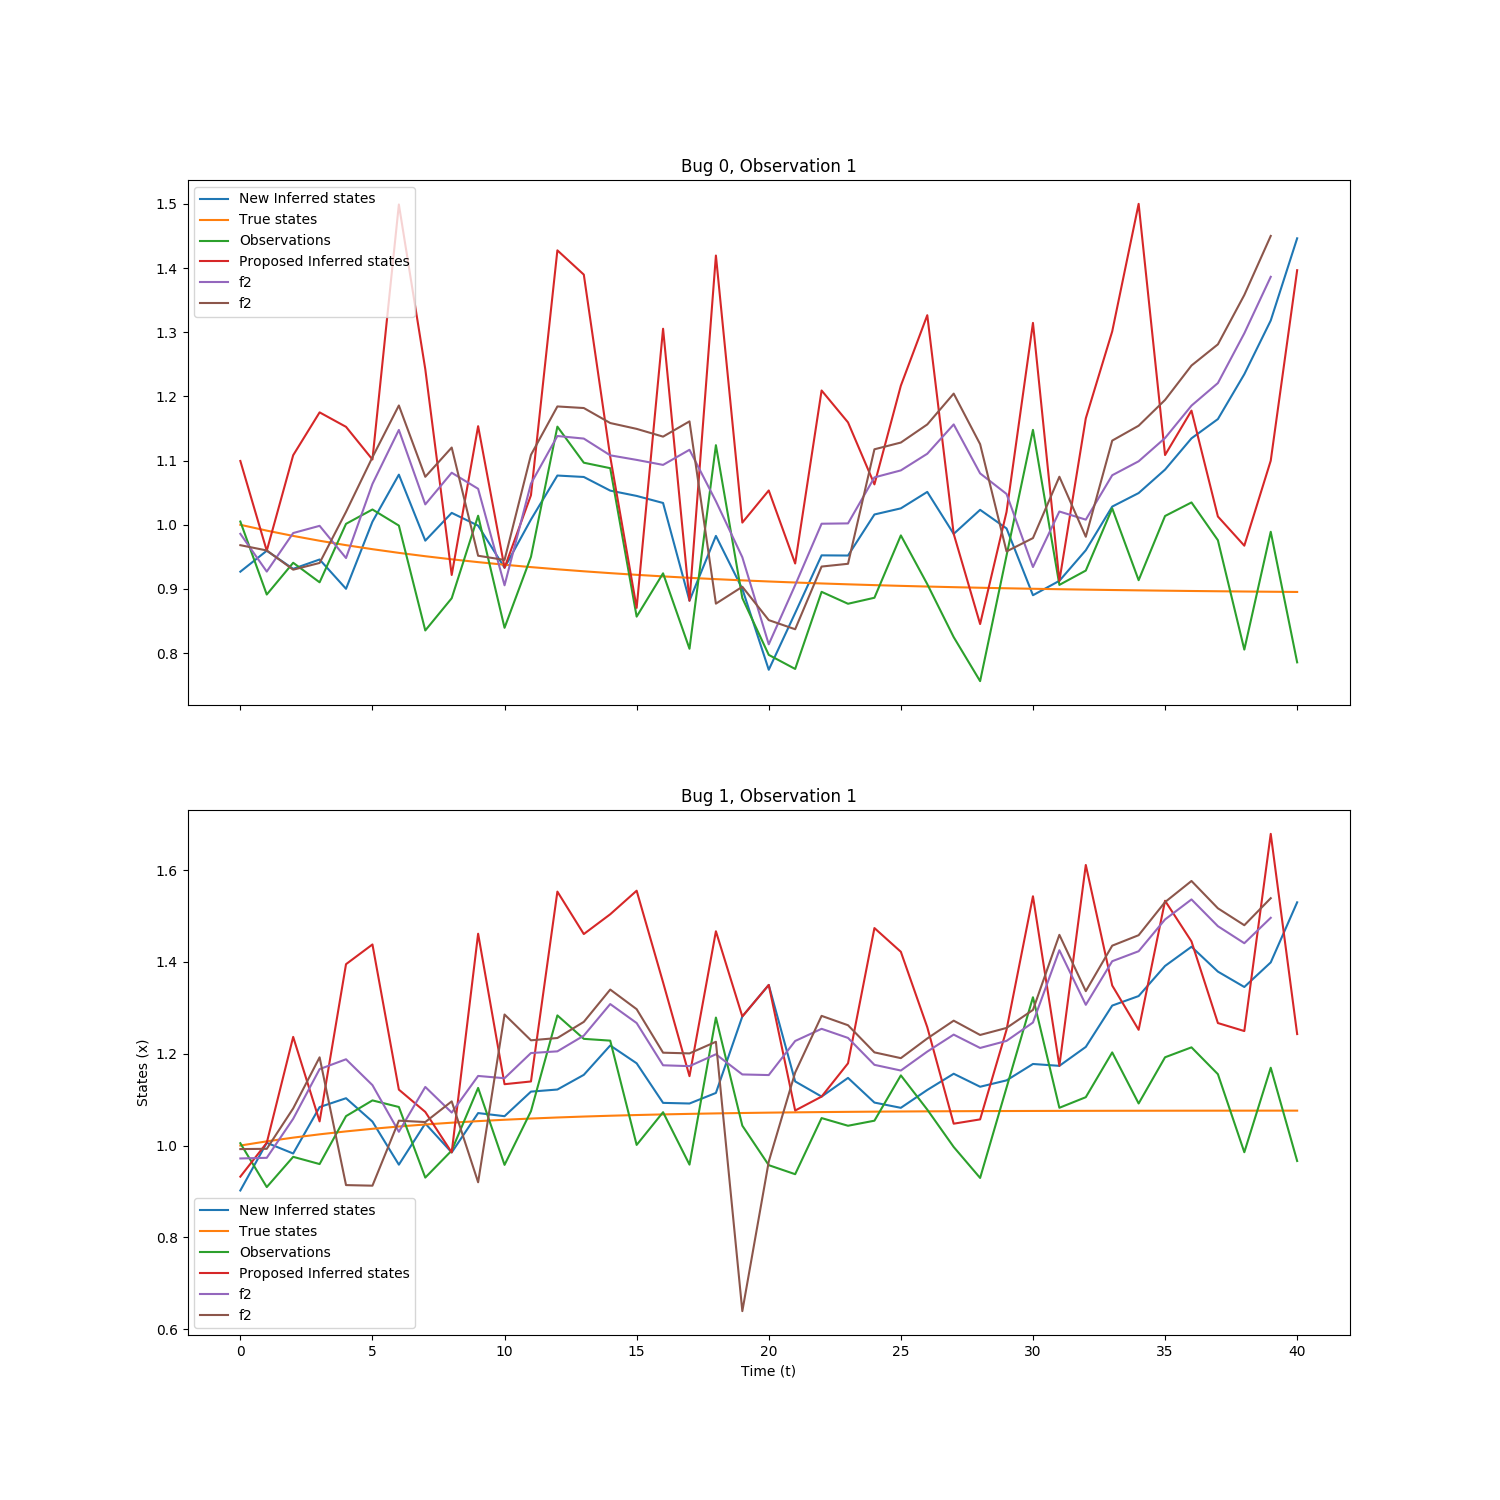 Bug 0, Observation 1
New Inferred states
True states
Observations
Proposed Inferred states
f2
f2
1.5
1.4
1.3
1.2
1.1
1.0
0.9
0.8
Bug 1, Observation 1
States (x)
1.6
1.4
1.2
1.0
0.8
0.6
New Inferred states
True states
Observations
Proposed Inferred states
f2
f2
0 5 10 15 20 25 30 35 40
Time (t)